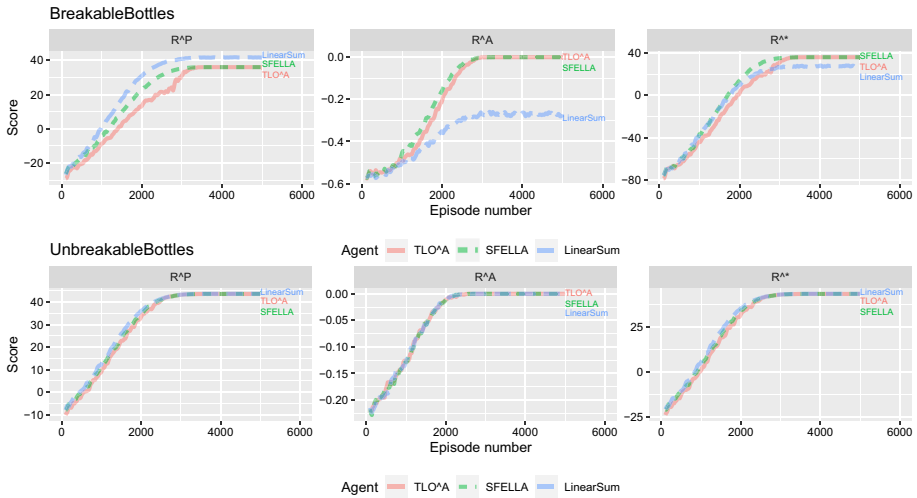 BreakableBottles
R^P
R^A
R^*
Score
40
20
0
−20
LinearSum
SFELLA
TLO^A
0.0
−0.2
−0.4
−0.6
TLO^A
SFELLA
LinearSum
40
0
−40
−80
SFELLA
TLO^A
LinearSum
0 2000 4000 6000
0 2000 4000 6000
0 2000 4000 6000
Episode number
Agent TLO^A SFELLA LinearSum
UnbreakableBottles
R^P
R^A
R^*
Score
40
30
20
10
0
−10
LinearSum
TLO^A
SFELLA
0.00
−0.05
−0.10
−0.15
−0.20
TLO^A
SFELLA
LinearSum
25
0
−25
LinearSum
TLO^A
SFELLA
0 2000 4000 6000
0 2000 4000 6000
0 2000 4000 6000
Episode number
Agent TLO^A SFELLA LinearSum